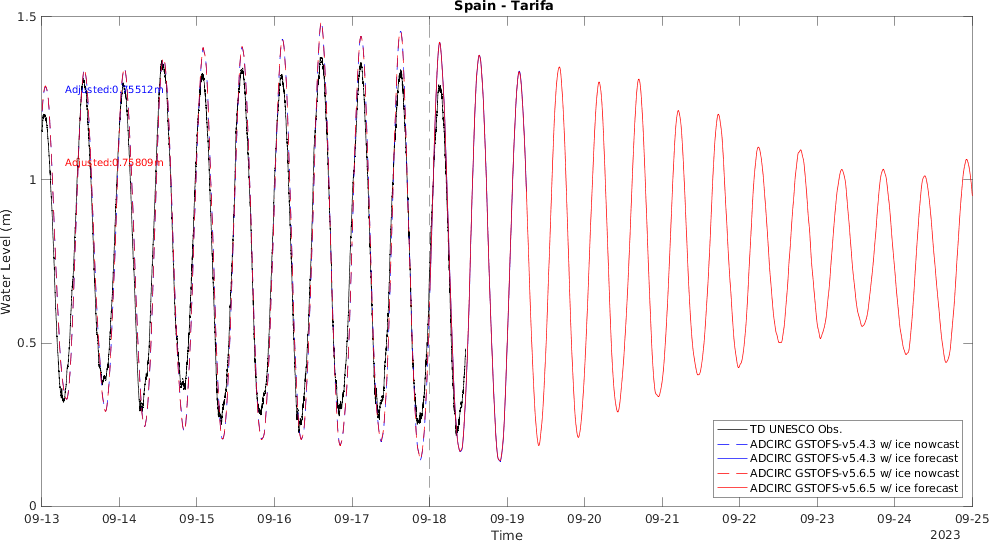 Spain - Tarifa
1.5
1
0.5
0
Water Level (m)
Adjusted:0.75512m
Adjusted:0.75809m
TD UNESCO Obs.
ADCIRC GSTOFS-v5.4.3 w/ ice nowcast
ADCIRC GSTOFS-v5.4.3 w/ ice forecast
ADCIRC GSTOFS-v5.6.5 w/ ice nowcast
ADCIRC GSTOFS-v5.6.5 w/ ice forecast
09-13 09-14 09-15 09-16 09-17 09-18 09-19 09-20 09-21 09-22 09-23 09-24 09-25
Time
2023